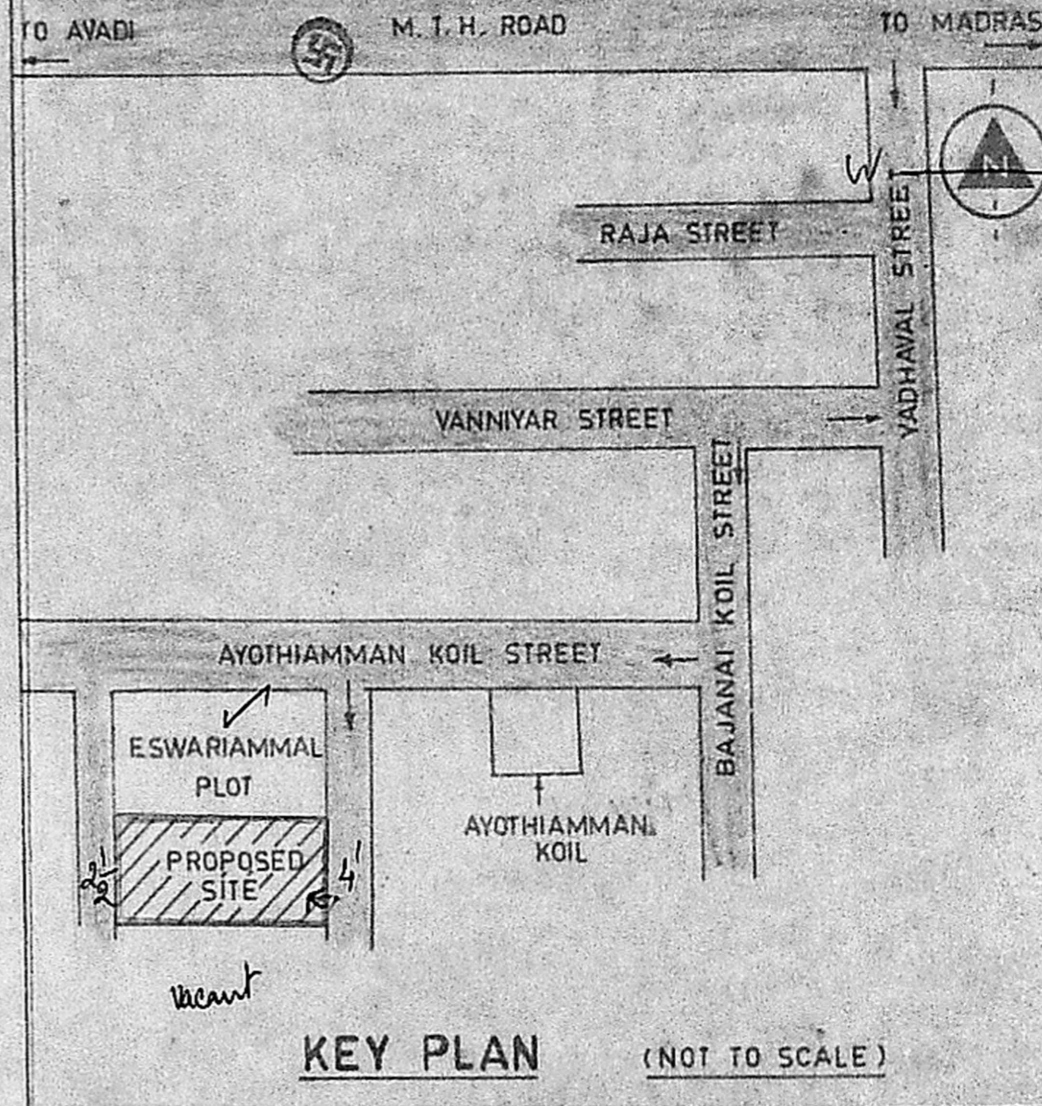 TO AVADI
M. T. H. ROAD
TO MADRAS
N
W
RAJA STREET
YADHAVAL STREET
VANNIYAR STREET
BAJANAI KOIL STREET
AYOTHIAMMAN KOIL STREET
ESWARIAMMAL
PLOT
AYOTHIAMMAN
KOIL
PROPOSED
SITE
2½'
4'
vacant
KEY PLAN
(NOT TO SCALE)